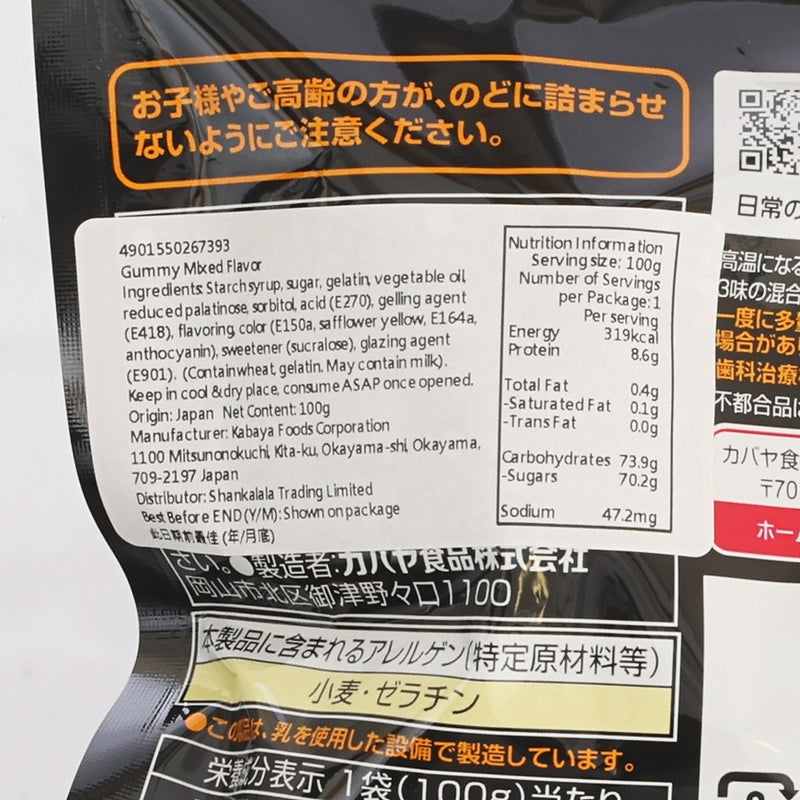 お子様やご高齢の方が、のどに詰まらせ
ないようにご注意ください。
日常の
4901550267393
Gummy Mixed Flavor
Ingredients: Starch syrup, sugar, gelatin, vegetable oil,
reduced palatinose, sorbitol, acid (E270), gelling agent
(E418), flavoring, color (E150a, safflower yellow, E164a,
anthocyanin), sweetener (sucralose), glazing agent
(E901). (Contain wheat, gelatin. May contain milk).
Keep in cool & dry place, consume ASAP once opened.
Origin: Japan Net Content: 100g
Manufacturer: Kabaya Foods Corporation
1100 Mitsunonokuchi, Kita-ku, Okayama-shi, Okayama,
709-2197 Japan
Distributor: Shankalala Trading Limited
Best Before END (Y/M): Shown on package
此日期前最佳 (年/月底)
Nutrition Information
Serving size: 100g
Number of Servings
per Package: 1
Per serving
Energy 319kcal
Protein 8.6g
Total Fat 0.4g
-Saturated Fat 0.1g
-Trans Fat 0.0g
Carbohydrates 73.9g
-Sugars 70.2g
Sodium 47.2mg
高温になる
3味の混合
一度に多
場合があ
歯科治療
不都合品に
カバヤ食
〒70
ホー
さい。●製造者:カバヤ食品株式会社
岡山市北区御津野々口1100
本製品に含まれるアレルゲン(特定原材料等)
小麦・ゼラチン
●この品は、乳を使用した設備で製造しています。
栄養成分表示 1袋(100g)当たり